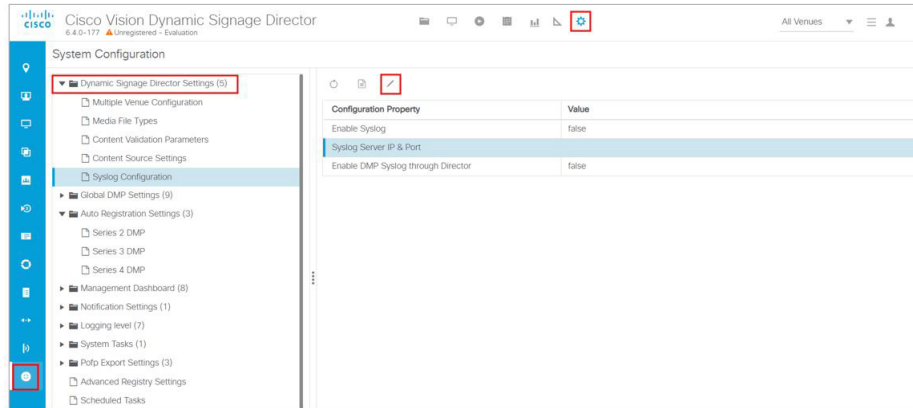 CISCO
Cisco Vision Dynamic Signage Director
6.4.0-177 Unregistered - Evaluation
All Venues
System Configuration
Dynamic Signage Director Settings (5)
Multiple Venue Configuration
Media File Types
Content Validation Parameters
Content Source Settings
Syslog Configuration
Global DMP Settings (9)
Auto Registration Settings (3)
Series 2 DMP
Series 3 DMP
Series 4 DMP
Management Dashboard (8)
Notification Settings (1)
Logging level (7)
System Tasks (1)
Pofp Export Settings (3)
Advanced Registry Settings
Scheduled Tasks
Configuration Property Value
Enable Syslog false
Syslog Server IP & Port
Enable DMP Syslog through Director false